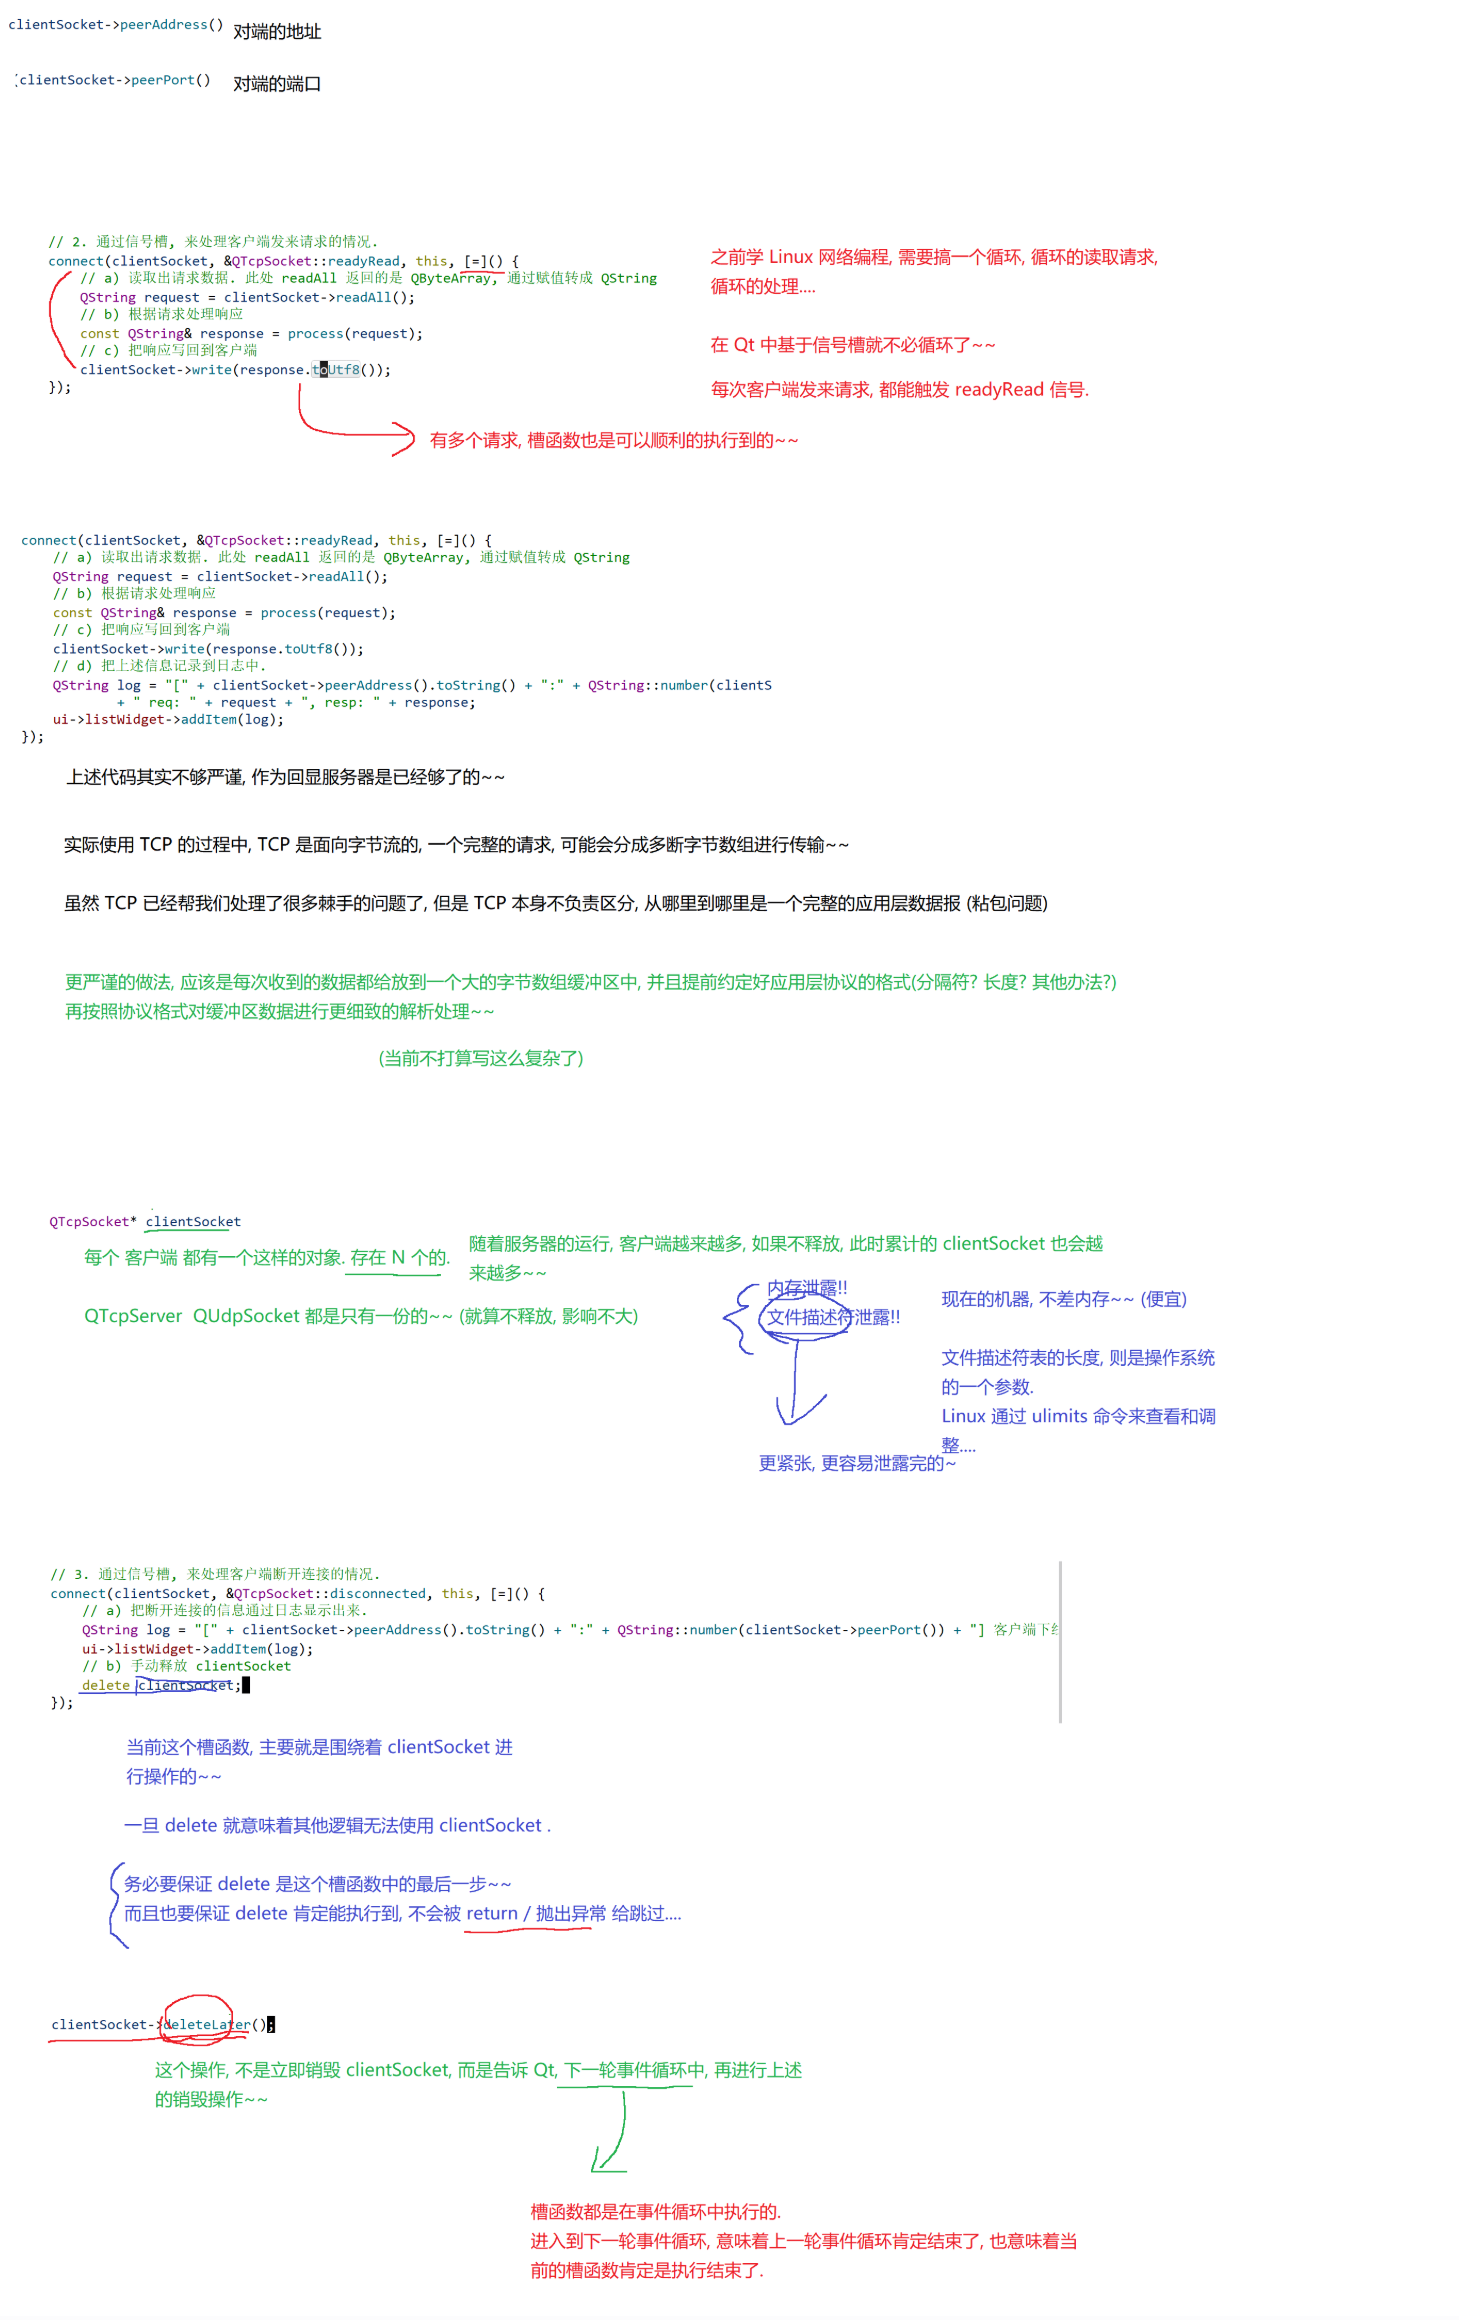 clientSocket->peerAddress() 对端的地址
(clientSocket->peerPort() 对端的端口
// 2. 通过信号槽, 来处理客户端发来请求的情况.
connect(clientSocket, &QTcpSocket::readyRead, this, [=]() {
// a) 读取出请求数据. 此处 readAll 返回的是 QByteArray, 通过赋值转成 QString
QString request = clientSocket->readAll();
// b) 根据请求处理响应
const QString& response = process(request);
// c) 把响应写回到客户端
clientSocket->write(response.toUtf8());
});
之前学 Linux 网络编程, 需要搞一个循环, 循环的读取请求,
循环的处理....
在 Qt 中基于信号槽就不必循环了~~
每次客户端发来请求, 都能触发 readyRead 信号.
有多个请求, 槽函数也是可以顺利的执行到的~~
connect(clientSocket, &QTcpSocket::readyRead, this, [=]() {
// a) 读取出请求数据. 此处 readAll 返回的是 QByteArray, 通过赋值转成 QString
QString request = clientSocket->readAll();
// b) 根据请求处理响应
const QString& response = process(request);
// c) 把响应写回到客户端
clientSocket->write(response.toUtf8());
// d) 把上述信息记录到日志中.
QString log = "[" + clientSocket->peerAddress().toString() + ":" + QString::number(clientS
+ " req: " + request + ", resp: " + response;
ui->listWidget->addItem(log);
});
上述代码其实不够严谨, 作为回显服务器是已经够了的~~
实际使用 TCP 的过程中, TCP 是面向字节流的, 一个完整的请求, 可能会分成多断字节数组进行传输~~
虽然 TCP 已经帮我们处理了很多棘手的问题了, 但是 TCP 本身不负责区分, 从哪里到哪里是一个完整的应用层数据报 (粘包问题)
更严谨的做法, 应该是每次收到的数据都给放到一个大的字节数组缓冲区中, 并且提前约定好应用层协议的格式(分隔符? 长度? 其他办法?)
再按照协议格式对缓冲区数据进行更细致的解析处理~~
(当前不打算写这么复杂了)
QTcpSocket* clientSocket
每个 客户端 都有一个这样的对象. 存在 N 个的.
随着服务器的运行, 客户端越来越多, 如果不释放, 此时累计的 clientSocket 也会越
来越多~~
QTcpServer QUdpSocket 都是只有一份的~~ (就算不释放, 影响不大)
内存泄露!!
文件描述符泄露!!
现在的机器, 不差内存~~ (便宜)
文件描述符表的长度, 则是操作系统
的一个参数.
Linux 通过 ulimits 命令来查看和调
整....
更紧张, 更容易泄露完的~
// 3. 通过信号槽, 来处理客户端断开连接的情况.
connect(clientSocket, &QTcpSocket::disconnected, this, [=]() {
// a) 把断开连接的信息通过日志显示出来.
QString log = "[" + clientSocket->peerAddress().toString() + ":" + QString::number(clientSocket->peerPort()) + "] 客户端下线
ui->listWidget->addItem(log);
// b) 手动释放 clientSocket
delete clientSocket;
});
当前这个槽函数, 主要就是围绕着 clientSocket 进
行操作的~~
一旦 delete 就意味着其他逻辑无法使用 clientSocket .
务必要保证 delete 是这个槽函数中的最后一步~~
而且也要保证 delete 肯定能执行到, 不会被 return / 抛出异常 给跳过....
clientSocket->deleteLater();
这个操作, 不是立即销毁 clientSocket, 而是告诉 Qt, 下一轮事件循环中, 再进行上述
的销毁操作~~
槽函数都是在事件循环中执行的.
进入到下一轮事件循环, 意味着上一轮事件循环肯定结束了, 也意味着当
前的槽函数肯定是执行结束了.